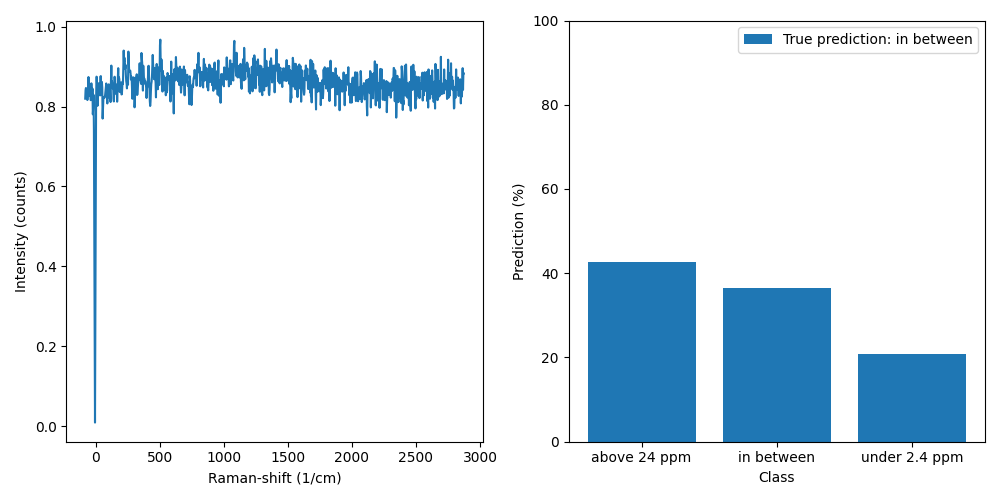 1.0
0.8
0.6
0.4
0.2
0.0
Intensity (counts)
0 500 1000 1500 2000 2500 3000
Raman-shift (1/cm)
100
80
60
40
20
0
Prediction (%)
True prediction: in between
above 24 ppm in between under 2.4 ppm
Class